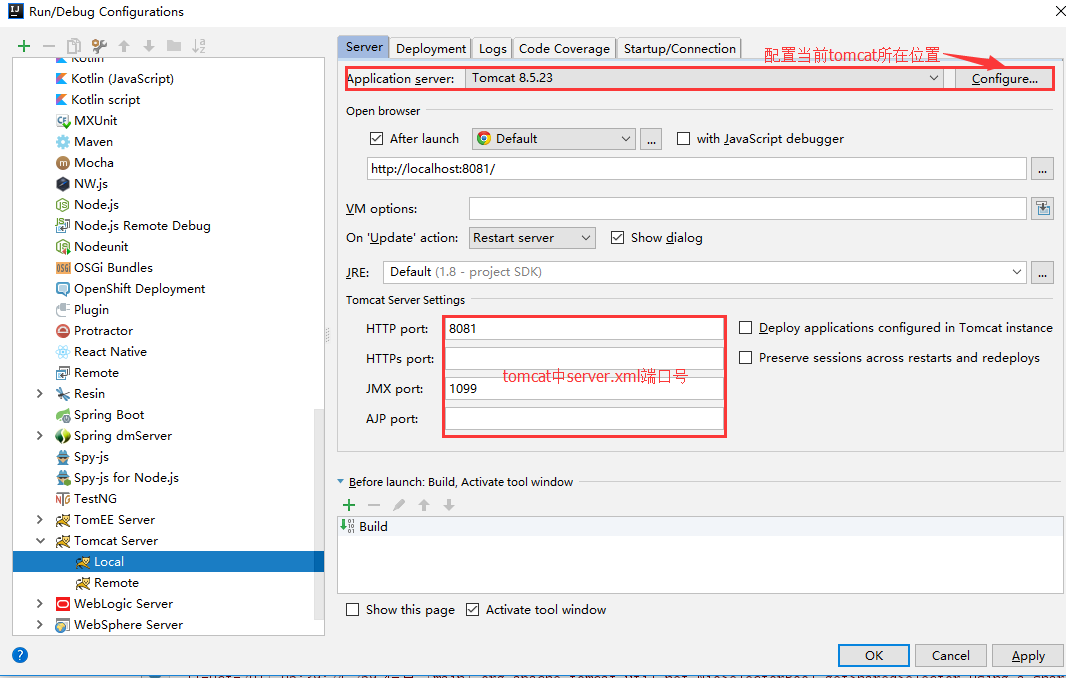 Run/Debug Configurations
Kotlin
Kotlin (JavaScript)
Kotlin script
MXUnit
Maven
Mocha
NW.js
Node.js
Node.js Remote Debug
Nodeunit
OSGi Bundles
OpenShift Deployment
Plugin
Protractor
React Native
Remote
Resin
Spring Boot
Spring dmServer
Spy-js
Spy-js for Node.js
TestNG
TomEE Server
Tomcat Server
Local
Remote
WebLogic Server
WebSphere Server
Server Deployment Logs Code Coverage Startup/Connection
配置当前tomcat所在位置
Application server: Tomcat 8.5.23 Configure...
Open browser
After launch Default ... with JavaScript debugger
http://localhost:8081/ ...
VM options:
On 'Update' action: Restart server Show dialog
JRE: Default (1.8 - project SDK) ...
Tomcat Server Settings
HTTP port: 8081 Deploy applications configured in Tomcat instance
HTTPs port: Preserve sessions across restarts and redeploys
tomcat中server.xml端口号
JMX port: 1099
AJP port:
Before launch: Build, Activate tool window
Build
Show this page Activate tool window
OK Cancel Apply